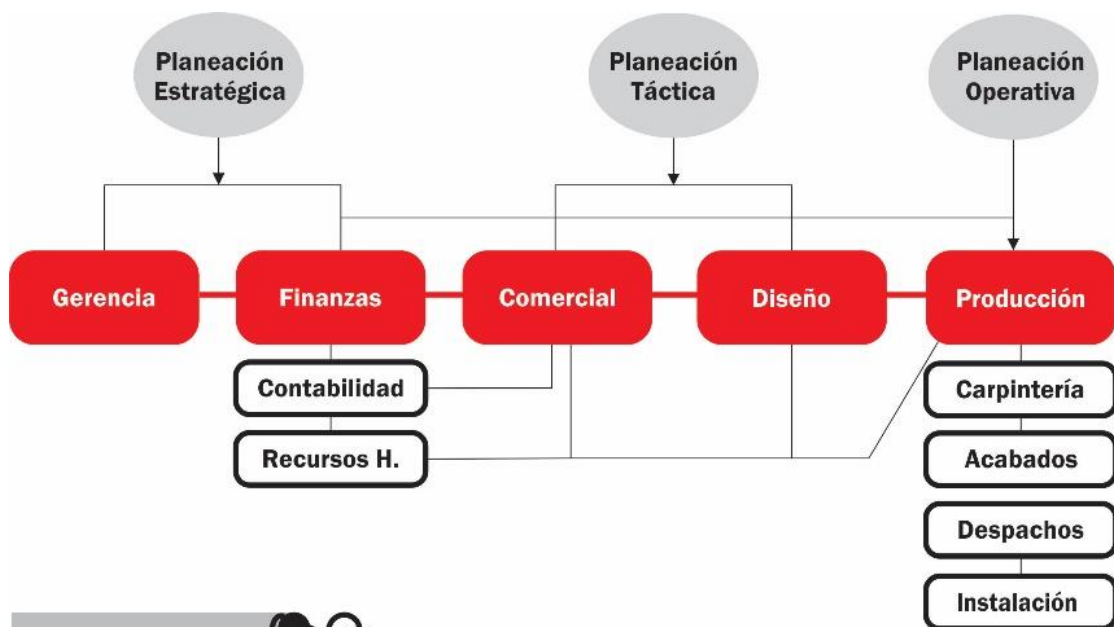 Planeación
Estratégica
Planeación
Táctica
Planeación
Operativa
Gerencia
Finanzas
Comercial
Diseño
Producción
Contabilidad
Recursos H.
Carpintería
Acabados
Despachos
Instalación